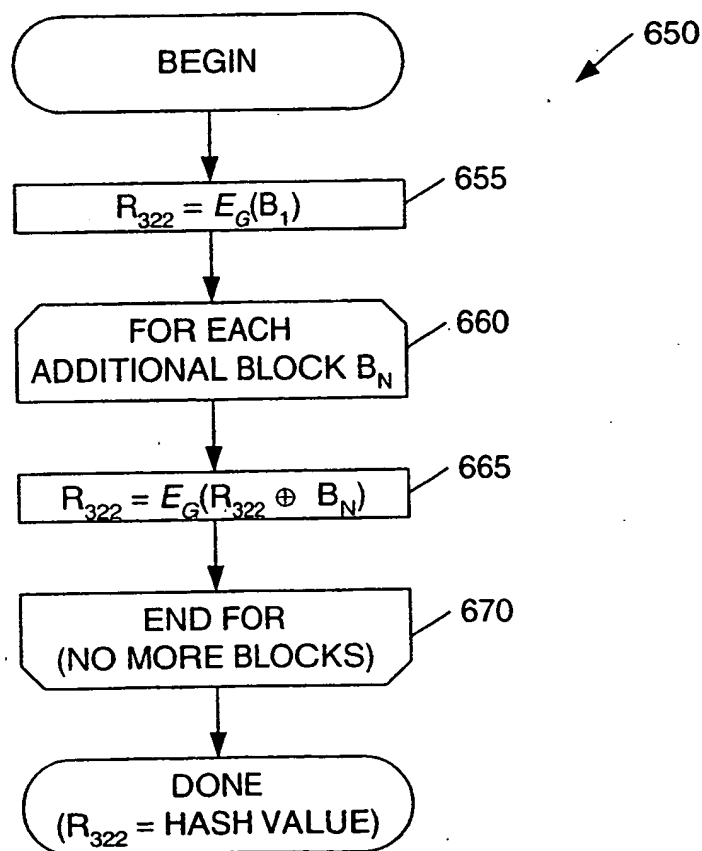 BEGIN
650
R322 = EG(B1)
655
FOR EACH
ADDITIONAL BLOCK BN
660
R322 = EG(R322 ⊕ BN)
665
END FOR
(NO MORE BLOCKS)
670
DONE
(R322 = HASH VALUE)